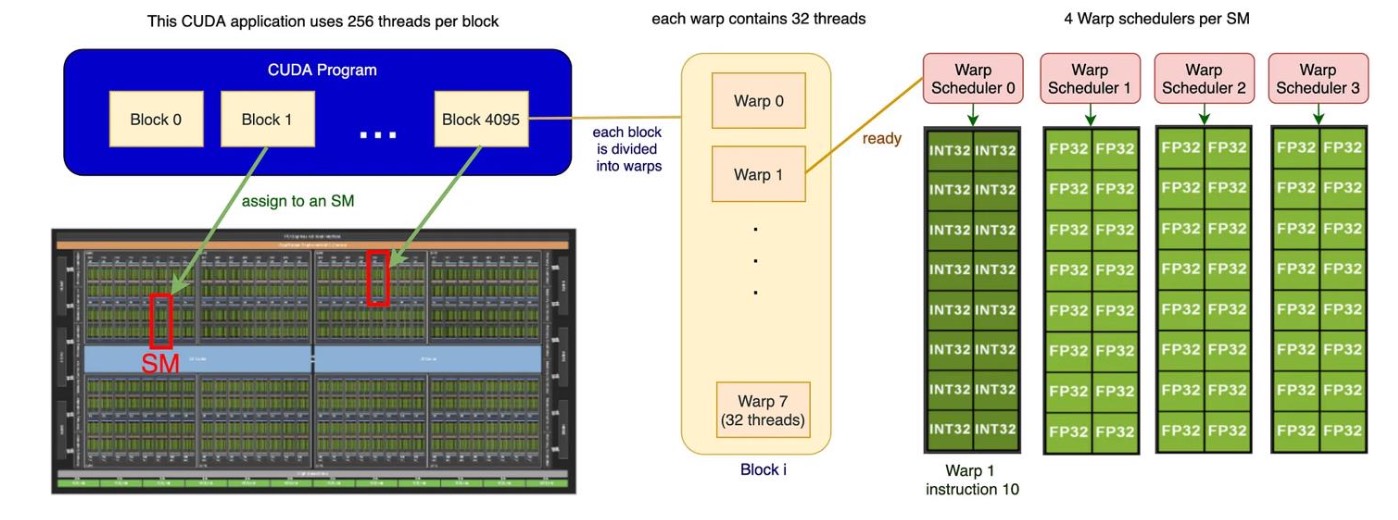 This CUDA application uses 256 threads per block
each warp contains 32 threads
4 Warp schedulers per SM
CUDA Program
Block 0
Block 1
...
Block 4095
assign to an SM
SM
each block
is divided
into warps
Warp 0
Warp 1
.
.
.
Warp 7
(32 threads)
Block i
ready
Warp
Scheduler 0
Warp
Scheduler 1
Warp
Scheduler 2
Warp
Scheduler 3
INT32 INT32 FP32 FP32 FP32 FP32 FP32 FP32
INT32 INT32 FP32 FP32 FP32 FP32 FP32 FP32
INT32 INT32 FP32 FP32 FP32 FP32 FP32 FP32
INT32 INT32 FP32 FP32 FP32 FP32 FP32 FP32
INT32 INT32 FP32 FP32 FP32 FP32 FP32 FP32
INT32 INT32 FP32 FP32 FP32 FP32 FP32 FP32
INT32 INT32 FP32 FP32 FP32 FP32 FP32 FP32
INT32 INT32 FP32 FP32 FP32 FP32 FP32 FP32
Warp 1
instruction 10